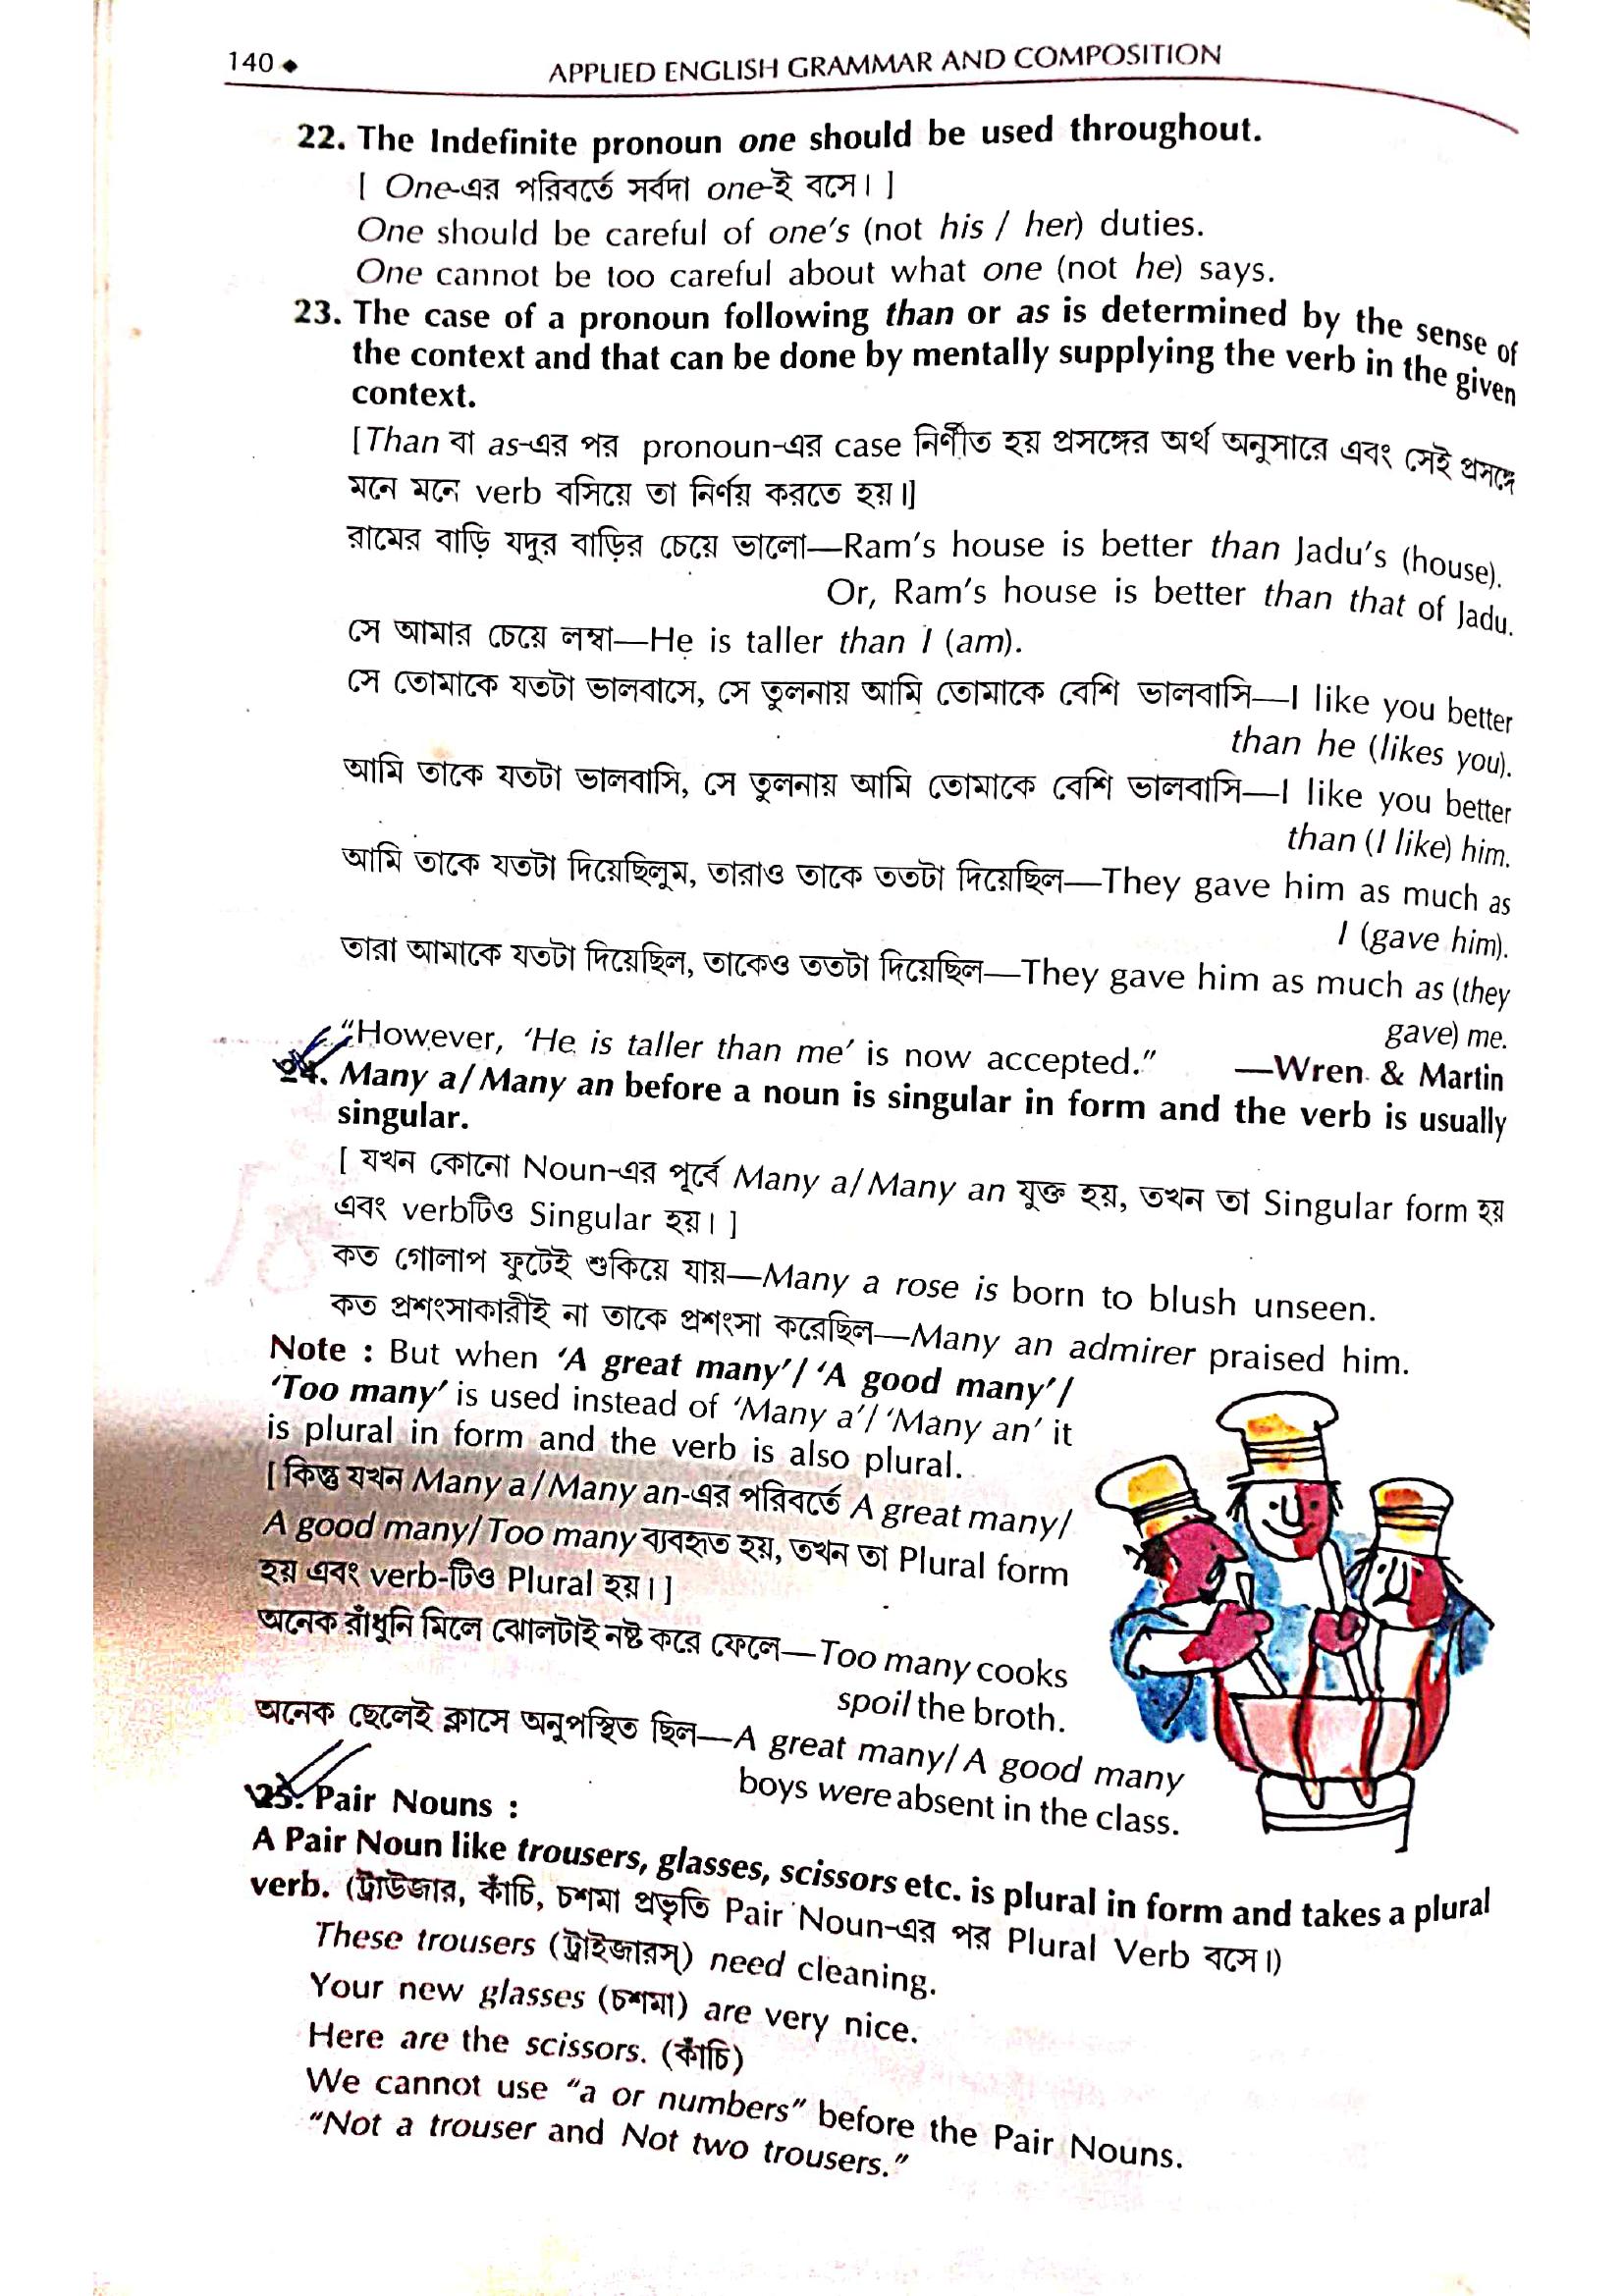 140 ◆ APPLIED ENGLISH GRAMMAR AND COMPOSITION
22. The Indefinite pronoun one should be used throughout.
[ One-এর পরিবর্তে সর্বদা one-ই বসে। ]
One should be careful of one's (not his / her) duties.
One cannot be too careful about what one (not he) says.
23. The case of a pronoun following than or as is determined by the sense of
the context and that can be done by mentally supplying the verb in the given
context.
[Than বা as-এর পর pronoun-এর case নির্ণীত হয় প্রসঙ্গের অর্থ অনুসারে এবং সেই প্রসঙ্গে
মনে মনে verb বসিয়ে তা নির্ণয় করতে হয়।]
রামের বাড়ি যদুর বাড়ির চেয়ে ভালো—Ram's house is better than Jadu's (house).
Or, Ram's house is better than that of Jadu.
সে আমার চেয়ে লম্বা—He is taller than I (am).
সে তোমাকে যতটা ভালবাসে, সে তুলনায় আমি তোমাকে বেশি ভালবাসি—I like you better
than he (likes you).
আমি তাকে যতটা ভালবাসি, সে তুলনায় আমি তোমাকে বেশি ভালবাসি—I like you better
than (I like) him.
আমি তাকে যতটা দিয়েছিলুম, তারাও তাকে ততটা দিয়েছিল—They gave him as much as
I (gave him).
তারা আমাকে যতটা দিয়েছিল, তাকেও ততটা দিয়েছিল—They gave him as much as (they
gave) me.
"However, 'He is taller than me' is now accepted." —Wren & Martin
24. Many a/Many an before a noun is singular in form and the verb is usually
singular.
[ যখন কোনো Noun-এর পূর্বে Many a/Many an যুক্ত হয়, তখন তা Singular form হয়
এবং verbটিও Singular হয়। ]
কত গোলাপ ফুটেই শুকিয়ে যায়—Many a rose is born to blush unseen.
কত প্রশংসাকারীই না তাকে প্রশংসা করেছিল—Many an admirer praised him.
Note : But when 'A great many'/ 'A good many'/
'Too many' is used instead of 'Many a'/ 'Many an' it
is plural in form and the verb is also plural.
[কিন্তু যখন Many a/Many an-এর পরিবর্তে A great many/
A good many/Too many ব্যবহৃত হয়, তখন তা Plural form
হয় এবং verb-টিও Plural হয়।]
অনেক রাঁধুনি মিলে ঝোলটাই নষ্ট করে ফেলে—Too many cooks
spoil the broth.
অনেক ছেলেই ক্লাসে অনুপস্থিত ছিল—A great many/A good many
boys were absent in the class.
25. Pair Nouns :
A Pair Noun like trousers, glasses, scissors etc. is plural in form and takes a plural
verb. (ট্রাউজার, কাঁচি, চশমা প্রভৃতি Pair Noun-এর পর Plural Verb বসে।)
These trousers (ট্রাইজারস্) need cleaning.
Your new glasses (চশমা) are very nice.
Here are the scissors. (কাঁচি)
We cannot use "a or numbers" before the Pair Nouns.
"Not a trouser and Not two trousers."